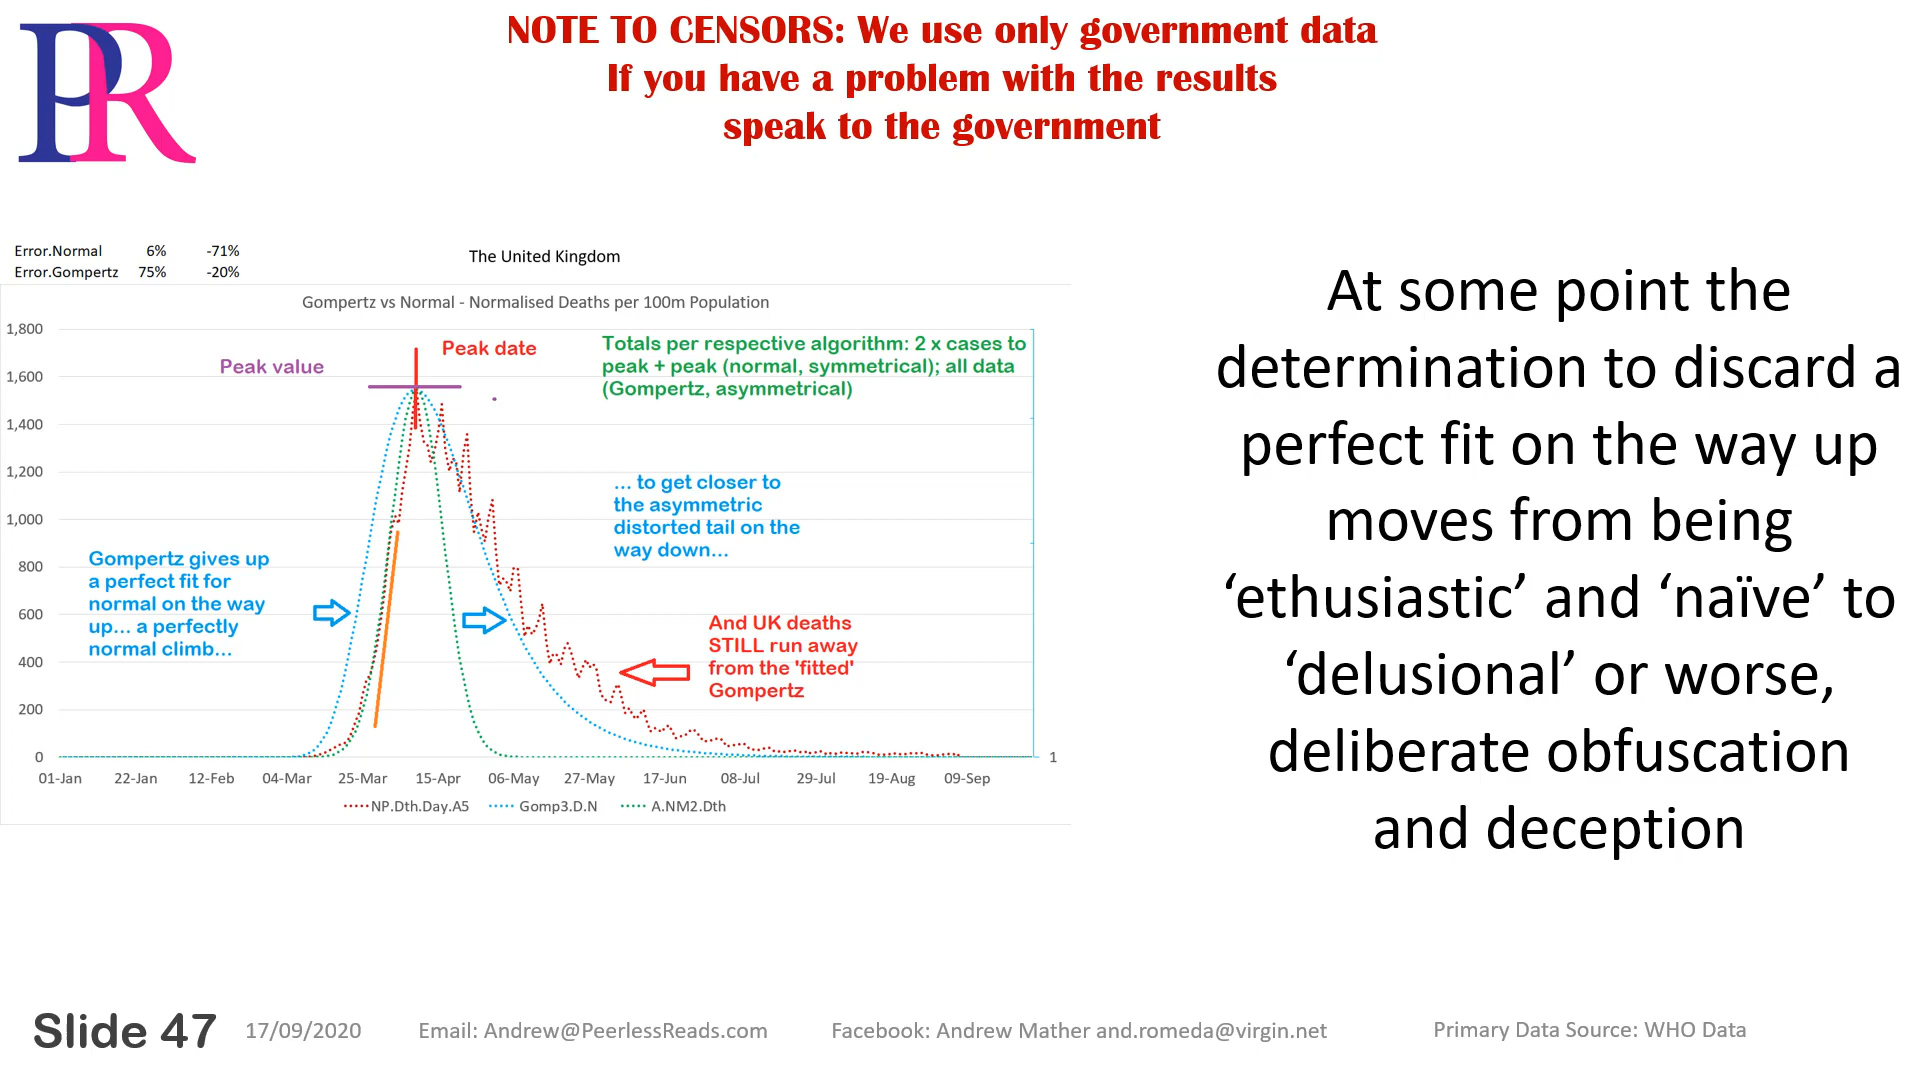 PR
NOTE TO CENSORS: We use only government data
If you have a problem with the results
speak to the government
Error.Normal 6% -71%
Error.Gompertz 75% -20%
The United Kingdom
Gompertz vs Normal - Normalised Deaths per 100m Population
1,800
1,600
1,400
1,200
1,000
800
600
400
200
0
Peak value
Peak date
Totals per respective algorithm: 2 x cases to
peak + peak (normal, symmetrical); all data
(Gompertz, asymmetrical)
... to get closer to
the asymmetric
distorted tail on the
way down...
Gompertz gives up
a perfect fit for
normal on the way
up... a perfectly
normal climb...
And UK deaths
STILL run away
from the 'fitted'
Gompertz
1
01-Jan 22-Jan 12-Feb 04-Mar 25-Mar 15-Apr 06-May 27-May 17-Jun 08-Jul 29-Jul 19-Aug 09-Sep
NP.Dth.Day.A5 Gomp3.D.N A.NM2.Dth
At some point the
determination to discard a
perfect fit on the way up
moves from being
‘ethusiastic’ and ‘naïve’ to
‘delusional’ or worse,
deliberate obfuscation
and deception
Slide 47 17/09/2020 Email: Andrew@PeerlessReads.com Facebook: Andrew Mather and.romeda@virgin.net Primary Data Source: WHO Data